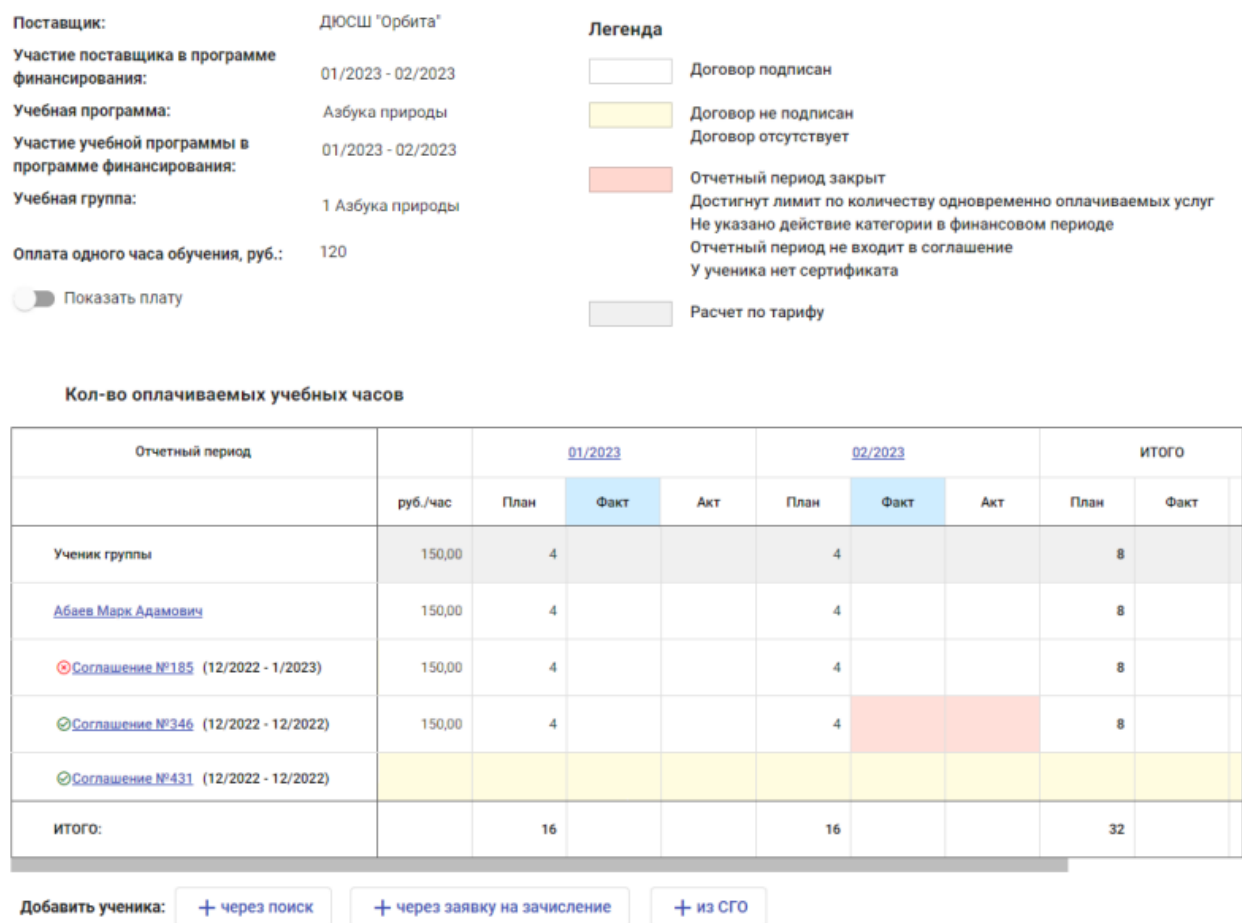 Поставщик: ДЮСШ "Орбита"
Участие поставщика в программе финансирования: 01/2023 - 02/2023
Учебная программа: Азбука природы
Участие учебной программы в программе финансирования: 01/2023 - 02/2023
Учебная группа: 1 Азбука природы
Оплата одного часа обучения, руб.: 120
Показать плату
Легенда
Договор подписан
Договор не подписан
Договор отсутствует
Отчетный период закрыт
Достигнут лимит по количеству одновременно оплачиваемых услуг
Не указано действие категории в финансовом периоде
Отчетный период не входит в соглашение
У ученика нет сертификата
Расчет по тарифу
Кол-во оплачиваемых учебных часов
Отчетный период 01/2023 02/2023 ИТОГО
руб./час План Факт Акт План Факт Акт План Факт
Ученик группы 150,00 4 4 8
Абаев Марк Адамович 150,00 4 4 8
Соглашение №185 (12/2022 - 1/2023) 150,00 4 4 8
Соглашение №346 (12/2022 - 12/2022) 150,00 4 4 8
Соглашение №431 (12/2022 - 12/2022)
ИТОГО: 16 16 32
Добавить ученика: + через поиск + через заявку на зачисление + из СГО